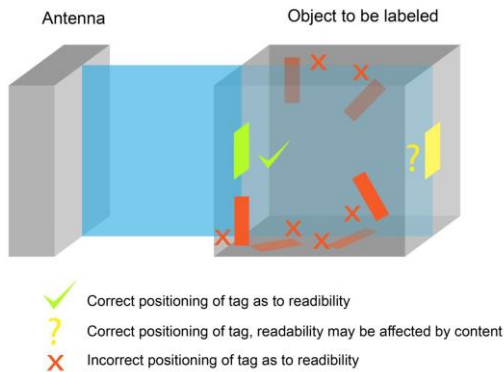 Antenna
Object to be labeled
?
Correct positioning of tag as to readibility
? Correct positioning of tag, readability may be affected by content
Incorrect positioning of tag as to readibility